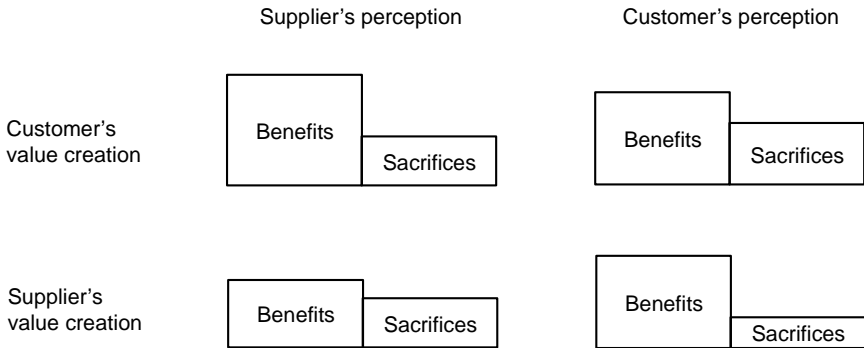 Supplier’s perception
Customer’s perception
Customer’s
value creation
Benefits
Sacrifices
Benefits
Sacrifices
Supplier’s
value creation
Benefits
Sacrifices
Benefits
Sacrifices